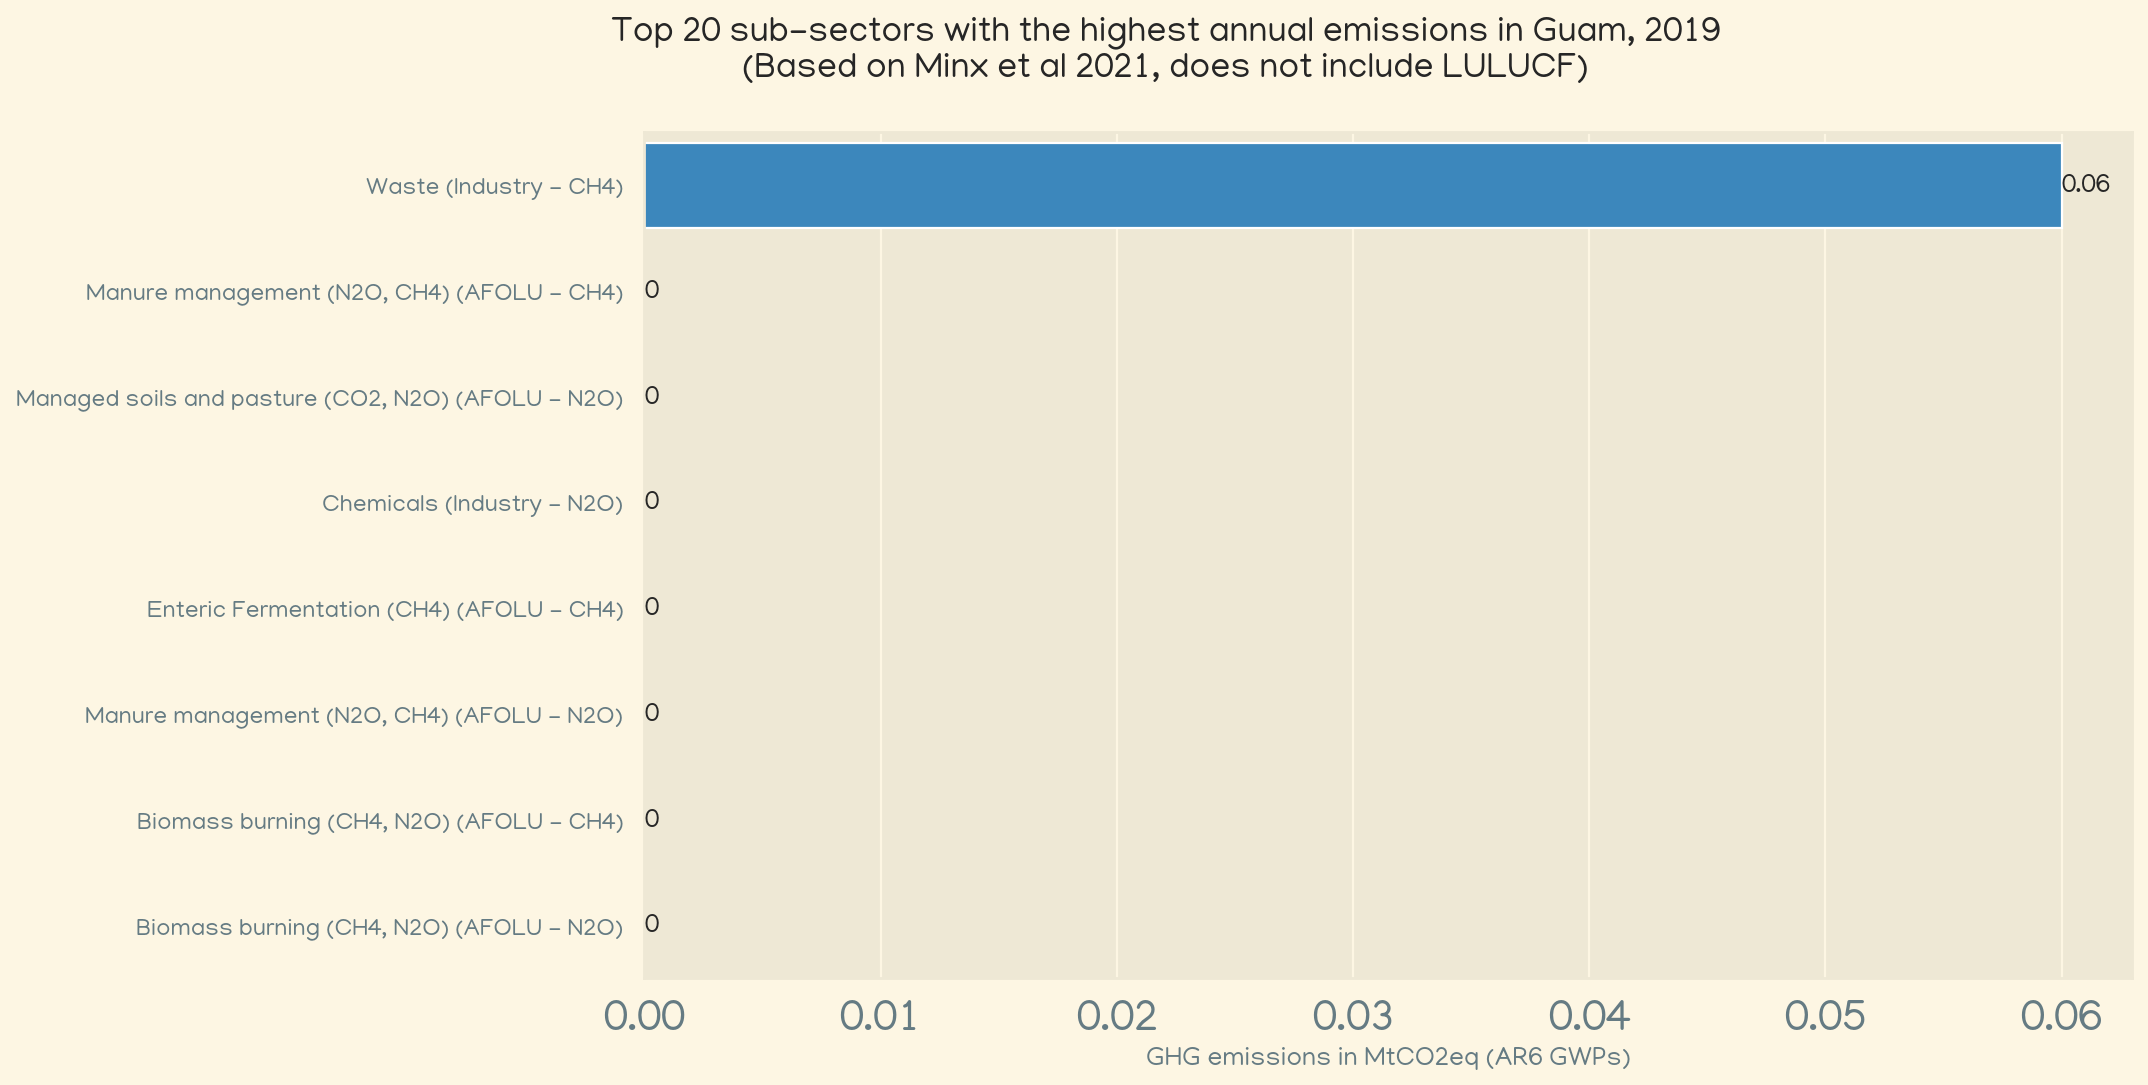 Top 20 sub-sectors with the highest annual emissions in Guam, 2019
(Based on Minx et al 2021, does not include LULUCF)
Waste (Industry - CH4)
0.06
Manure management (N2O, CH4) (AFOLU - CH4)
0
Managed soils and pasture (CO2, N2O) (AFOLU - N2O)
0
Chemicals (Industry - N2O)
0
Enteric Fermentation (CH4) (AFOLU - CH4)
0
Manure management (N2O, CH4) (AFOLU - N2O)
0
Biomass burning (CH4, N2O) (AFOLU - CH4)
0
Biomass burning (CH4, N2O) (AFOLU - N2O)
0
0.00 0.01 0.02 0.03 0.04 0.05 0.06
GHG emissions in MtCO2eq (AR6 GWPs)